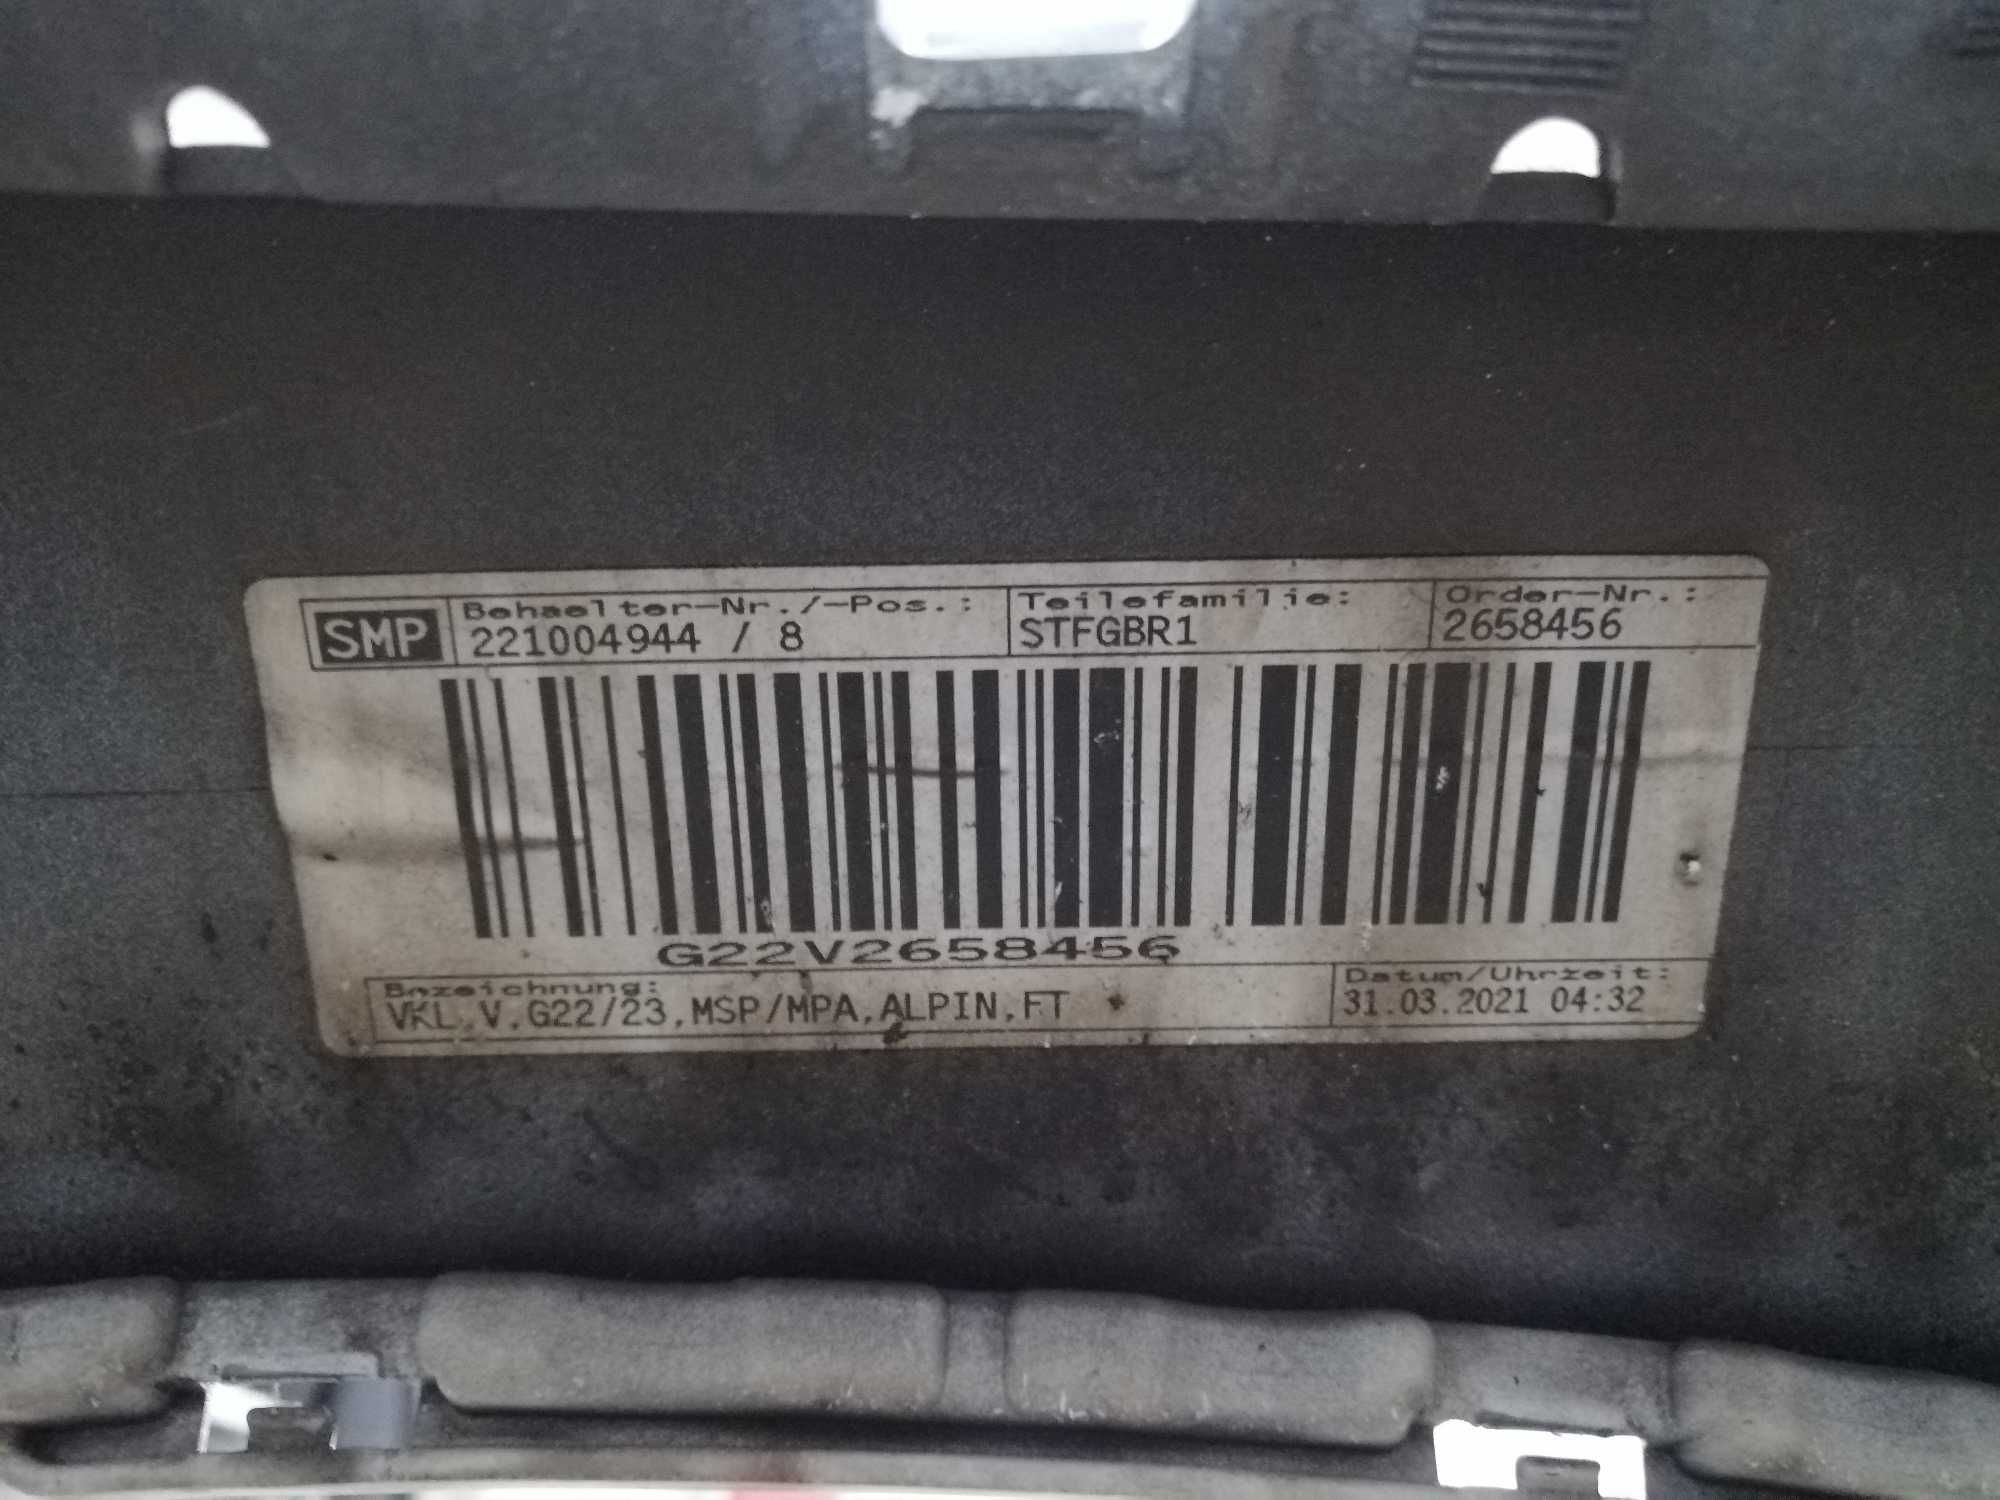 SMP
Behaelter-Nr./-Pos.:
221004944 / 8
Teilefamilie:
STFGBR1
Order-Nr.:
2658456
G22V2658456
Bezeichnung:
VKL,V,G22/23,MSP/MPA,ALPIN,FT
Datum/Uhrzeit:
31.03.2021 04:32